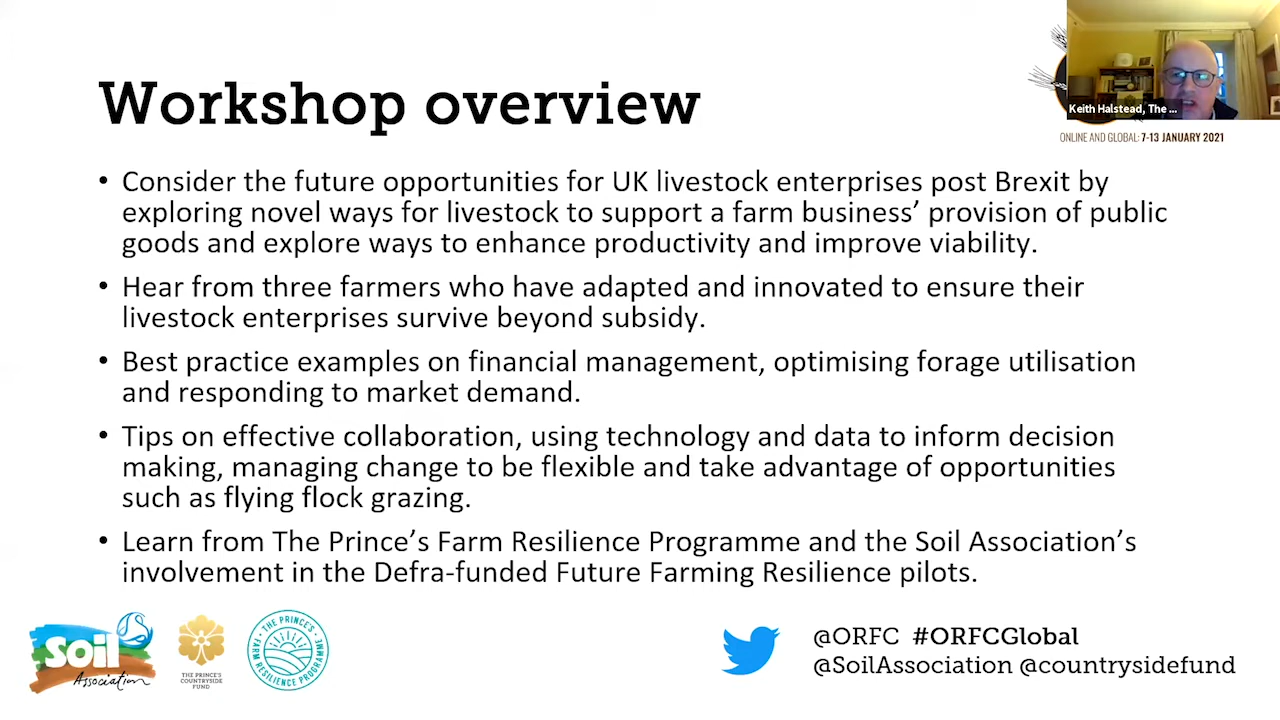 Workshop overview
Keith Halstead, The ...
ONLINE AND GLOBAL: 7-13 JANUARY 2021
• Consider the future opportunities for UK livestock enterprises post Brexit by
exploring novel ways for livestock to support a farm business’ provision of public
goods and explore ways to enhance productivity and improve viability.
• Hear from three farmers who have adapted and innovated to ensure their
livestock enterprises survive beyond subsidy.
• Best practice examples on financial management, optimising forage utilisation
and responding to market demand.
• Tips on effective collaboration, using technology and data to inform decision
making, managing change to be flexible and take advantage of opportunities
such as flying flock grazing.
• Learn from The Prince’s Farm Resilience Programme and the Soil Association’s
involvement in the Defra-funded Future Farming Resilience pilots.
Soil
Association
THE PRINCE'S
COUNTRYSIDE
FUND
THE PRINCE'S
FARM RESILIENCE PROGRAMME
@ORFC #ORFCGlobal
@SoilAssociation @countrysidefund